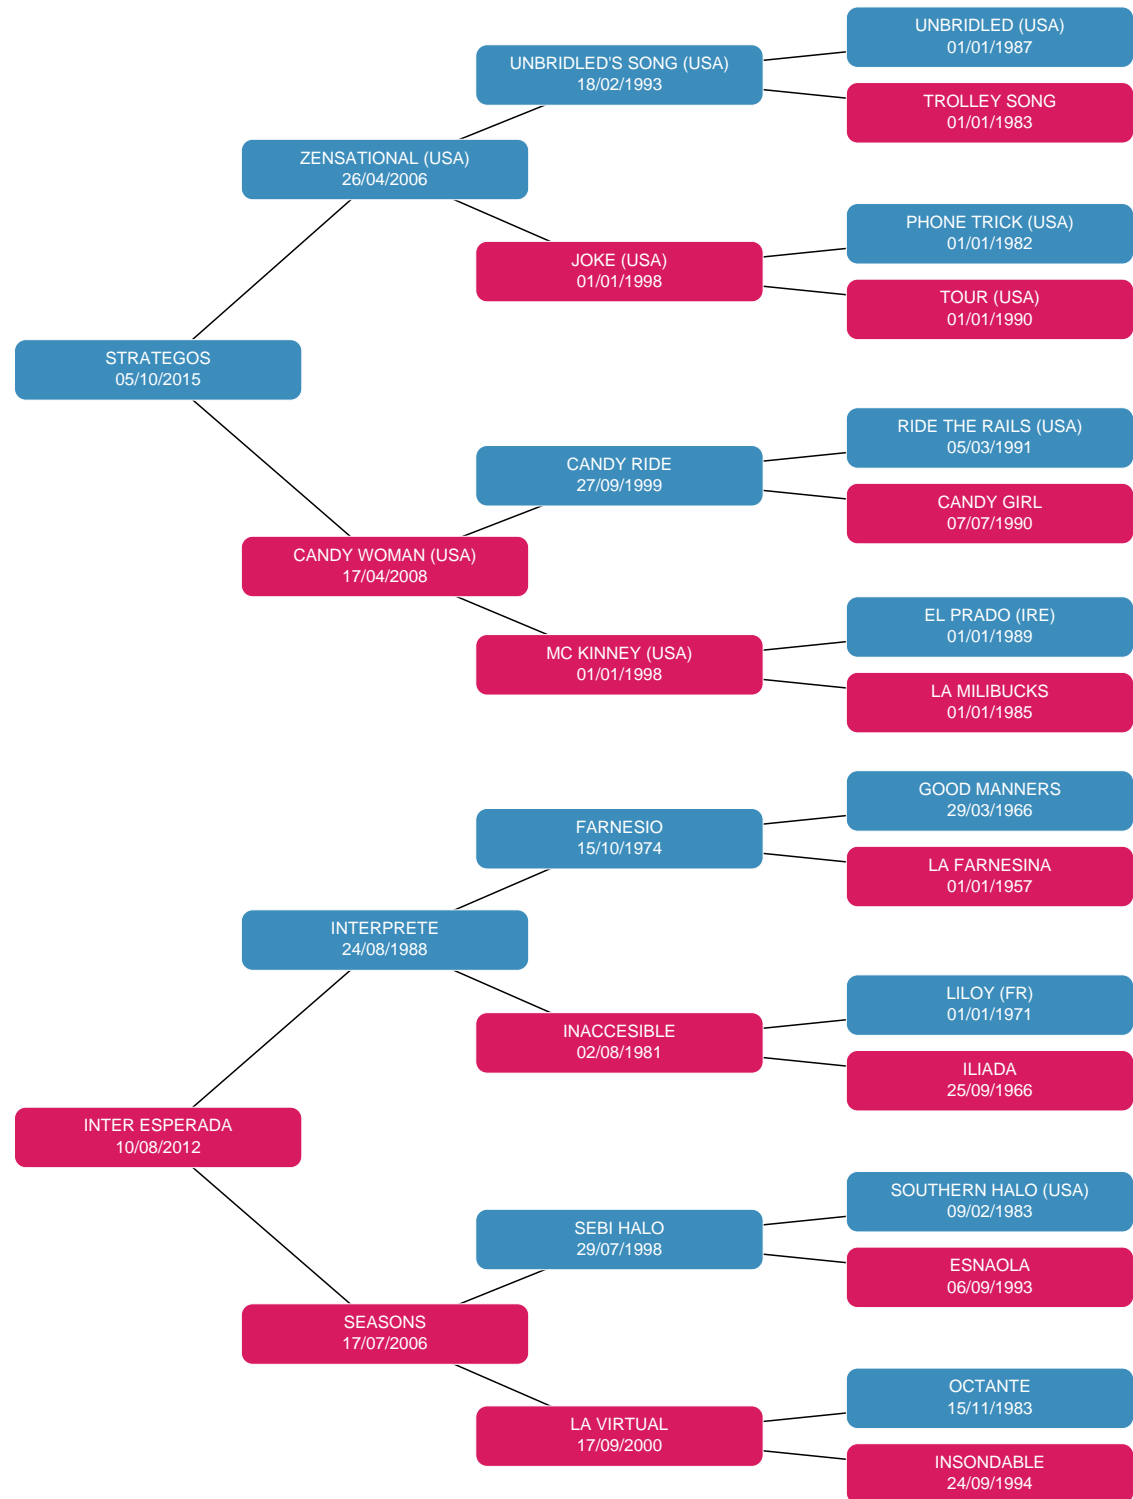 UNBRIDLED (USA)
01/01/1987
UNBRIDLED'S SONG (USA)
18/02/1993
TROLLEY SONG
01/01/1983
ZENSATIONAL (USA)
26/04/2006
PHONE TRICK (USA)
01/01/1982
JOKE (USA)
01/01/1998
TOUR (USA)
01/01/1990
STRATEGOS
05/10/2015
RIDE THE RAILS (USA)
05/03/1991
CANDY RIDE
27/09/1999
CANDY GIRL
07/07/1990
CANDY WOMAN (USA)
17/04/2008
EL PRADO (IRE)
01/01/1989
MC KINNEY (USA)
01/01/1998
LA MILIBUCKS
01/01/1985
GOOD MANNERS
29/03/1966
FARNESIO
15/10/1974
LA FARNESINA
01/01/1957
INTERPRETE
24/08/1988
LILOY (FR)
01/01/1971
INACCESIBLE
02/08/1981
ILIADA
25/09/1966
INTER ESPERADA
10/08/2012
SOUTHERN HALO (USA)
09/02/1983
SEBI HALO
29/07/1998
ESNAOLA
06/09/1993
SEASONS
17/07/2006
OCTANTE
15/11/1983
LA VIRTUAL
17/09/2000
INSONDABLE
24/09/1994